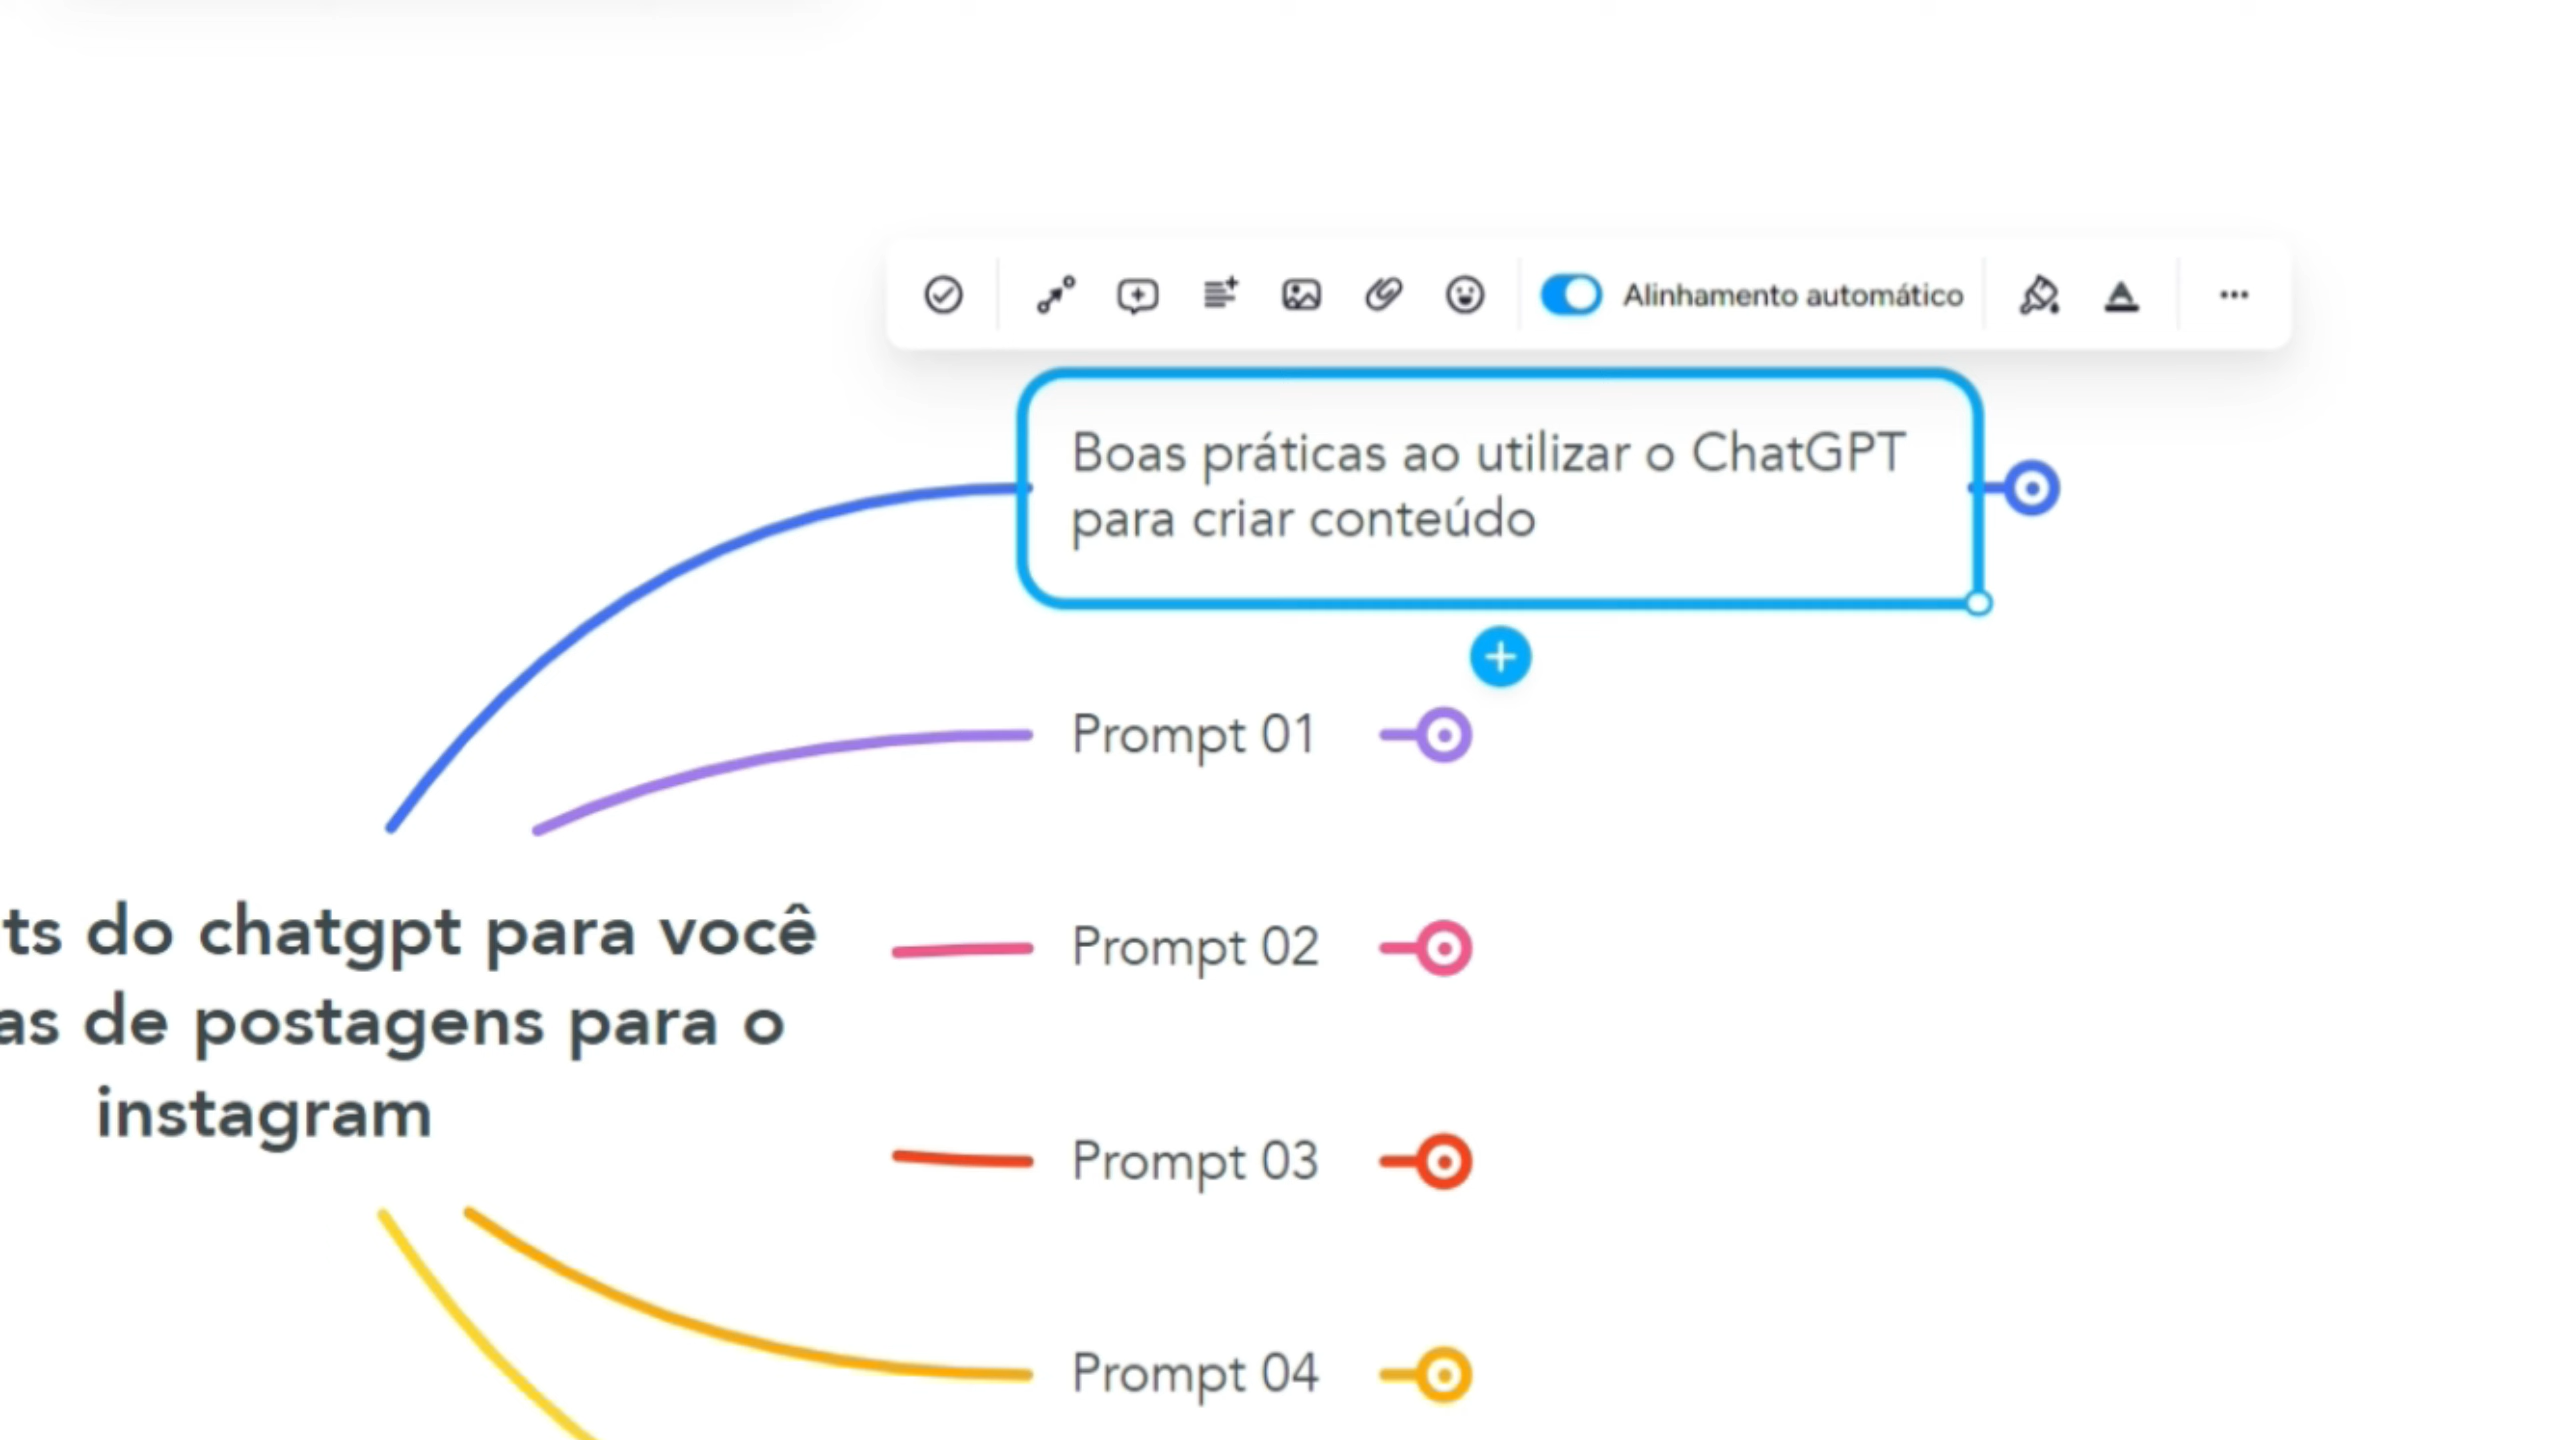 Alinhamento automático
Boas práticas ao utilizar o ChatGPT
para criar conteúdo
Prompt 01
ts do chatgpt para você
Prompt 02
as de postagens para o
instagram
Prompt 03
Prompt 04